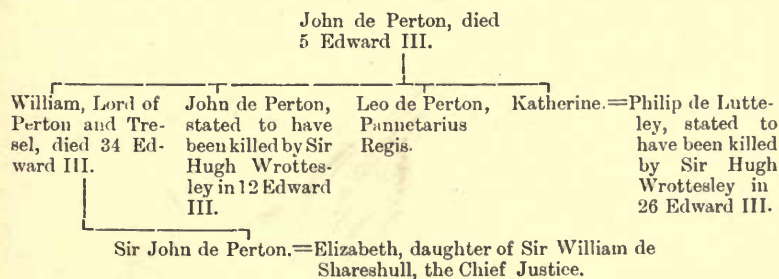 John de Perton, died
5 Edward III.
William, Lord of
Perton and Tre-
sel, died 34 Ed-
ward III.
John de Perton,
stated to have
been killed by Sir
Hugh Wrottes-
ley in 12 Edward
III.
Leo de Perton,
Pannetarius
Regis.
Katherine.=Philip de Lutte-
ley, stated to
have been killed
by Sir Hugh
Wrottesley in
26 Edward III.
Sir John de Perton.=Elizabeth, daughter of Sir William de
Shareshull, the Chief Justice.